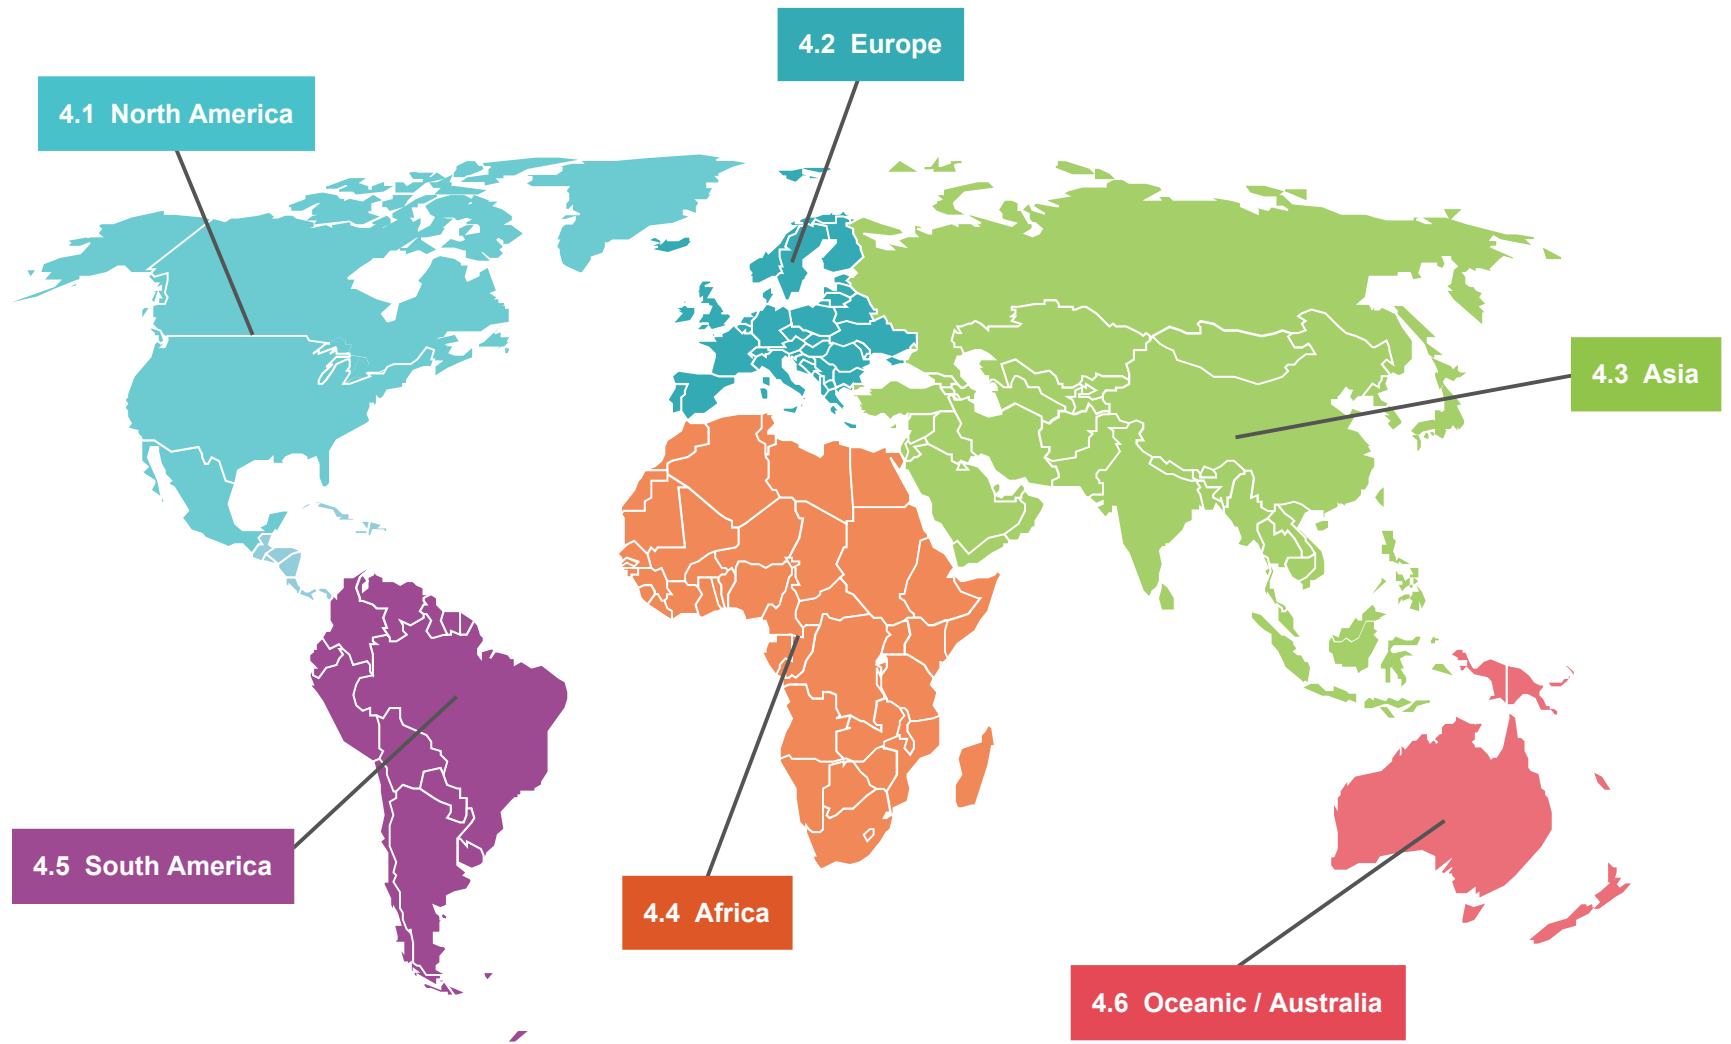 4.2 Europe
4.1 North America
4.3 Asia
4.5 South America
4.4 Africa
4.6 Oceanic / Australia